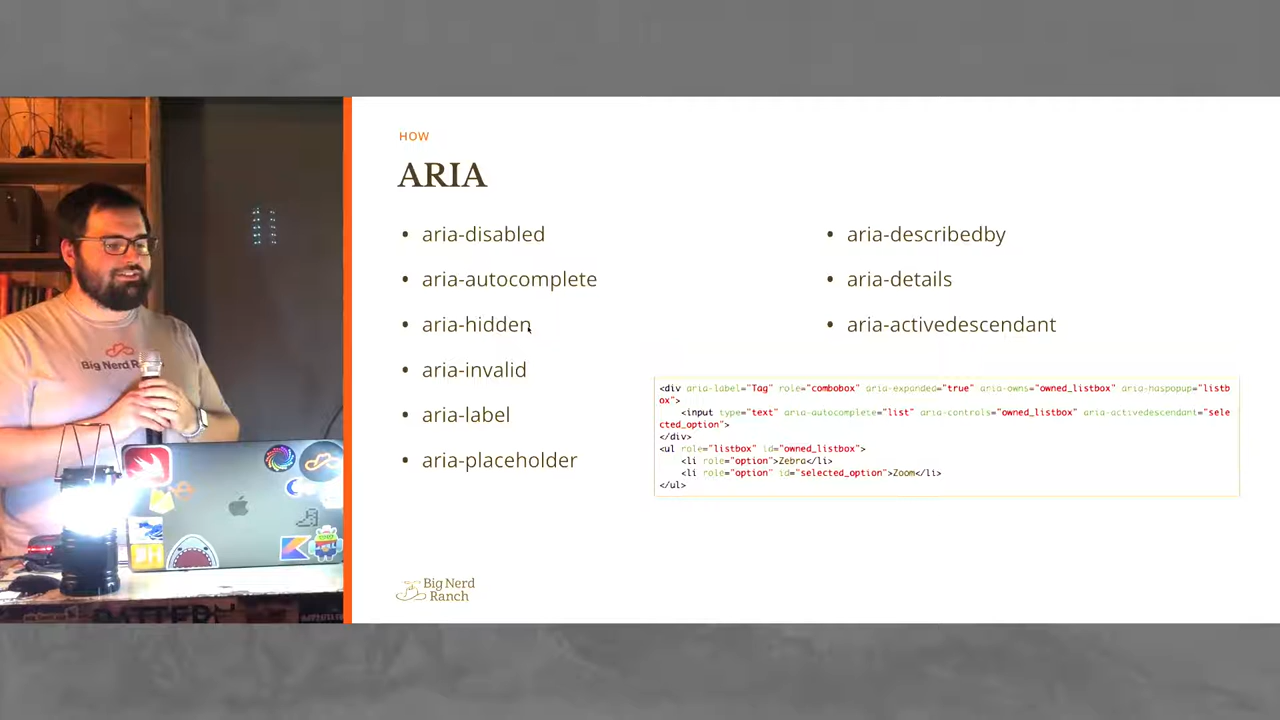 HOW
ARIA
• aria-disabled
• aria-autocomplete
• aria-hidden
• aria-invalid
• aria-label
• aria-placeholder
• aria-describedby
• aria-details
• aria-activedescendant
<div aria-label="Tag" role="combobox" aria-expanded="true" aria-owns="owned_listbox" aria-haspopup="listb
ox">
<input type="text" aria-autocomplete="list" aria-controls="owned_listbox" aria-activedescendant="sele
cted_option">
</div>
<ul role="listbox" id="owned_listbox">
<li role="option">Zebra</li>
<li role="option" id="selected_option">Zoom</li>
</ul>
Big Nerd
Ranch
Big Nerd R